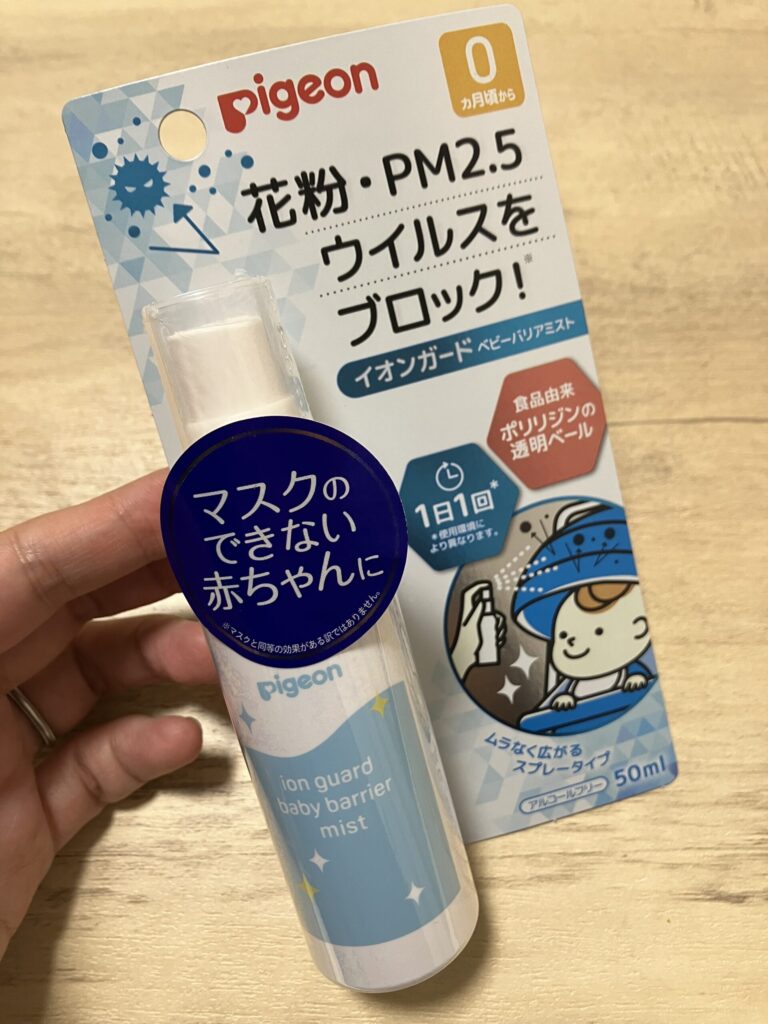 pigeon
0
カ月頃から
花粉・PM2.5
ウイルスを
ブロック!※
イオンガード ベビーバリアミスト
食品由来
ポリリジンの
透明ベール
1日1回*
*使用環境に
より異なります。
マスクの
できない
赤ちゃんに
※マスクと同等の効果がある訳ではありません。
pigeon
ion guard
baby barrier
mist
ムラなく広がる
スプレータイプ
アルコールフリー 50ml